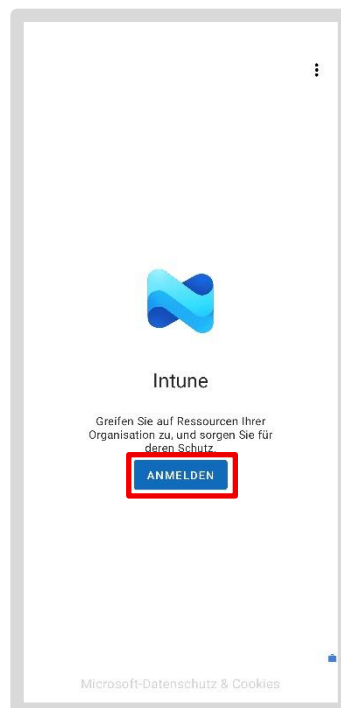 Intune
Greifen Sie auf Ressourcen Ihrer
Organisation zu, und sorgen Sie für
deren Schutz.
ANMELDEN
Microsoft-Datenschutz & Cookies